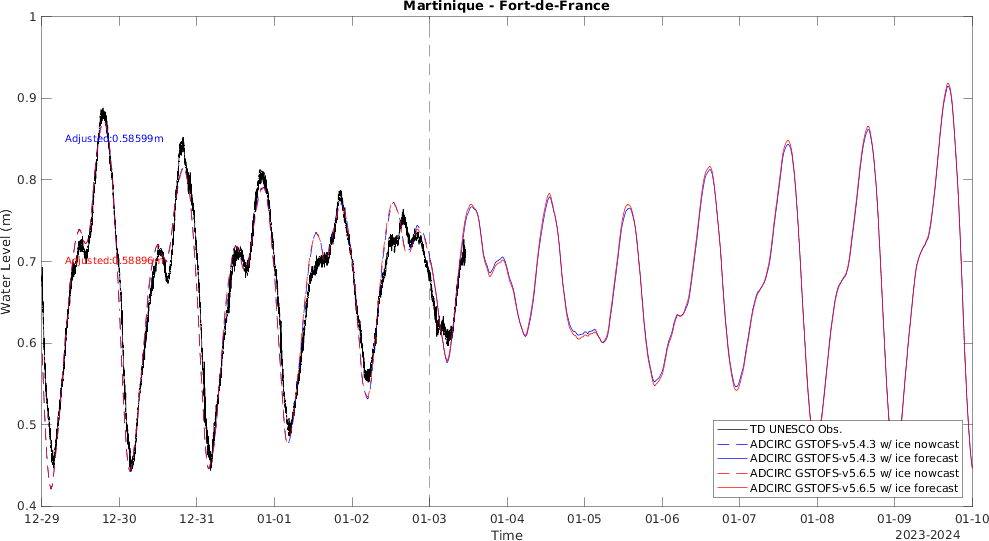 Martinique - Fort-de-France
1
0.9
0.8
0.7
0.6
0.5
0.4
Water Level (m)
Adjusted:0.58599m
Adjusted:0.58896m
TD UNESCO Obs.
ADCIRC GSTOFS-v5.4.3 w/ ice nowcast
ADCIRC GSTOFS-v5.4.3 w/ ice forecast
ADCIRC GSTOFS-v5.6.5 w/ ice nowcast
ADCIRC GSTOFS-v5.6.5 w/ ice forecast
12-29 12-30 12-31 01-01 01-02 01-03 01-04 01-05 01-06 01-07 01-08 01-09 01-10
Time
2023-2024